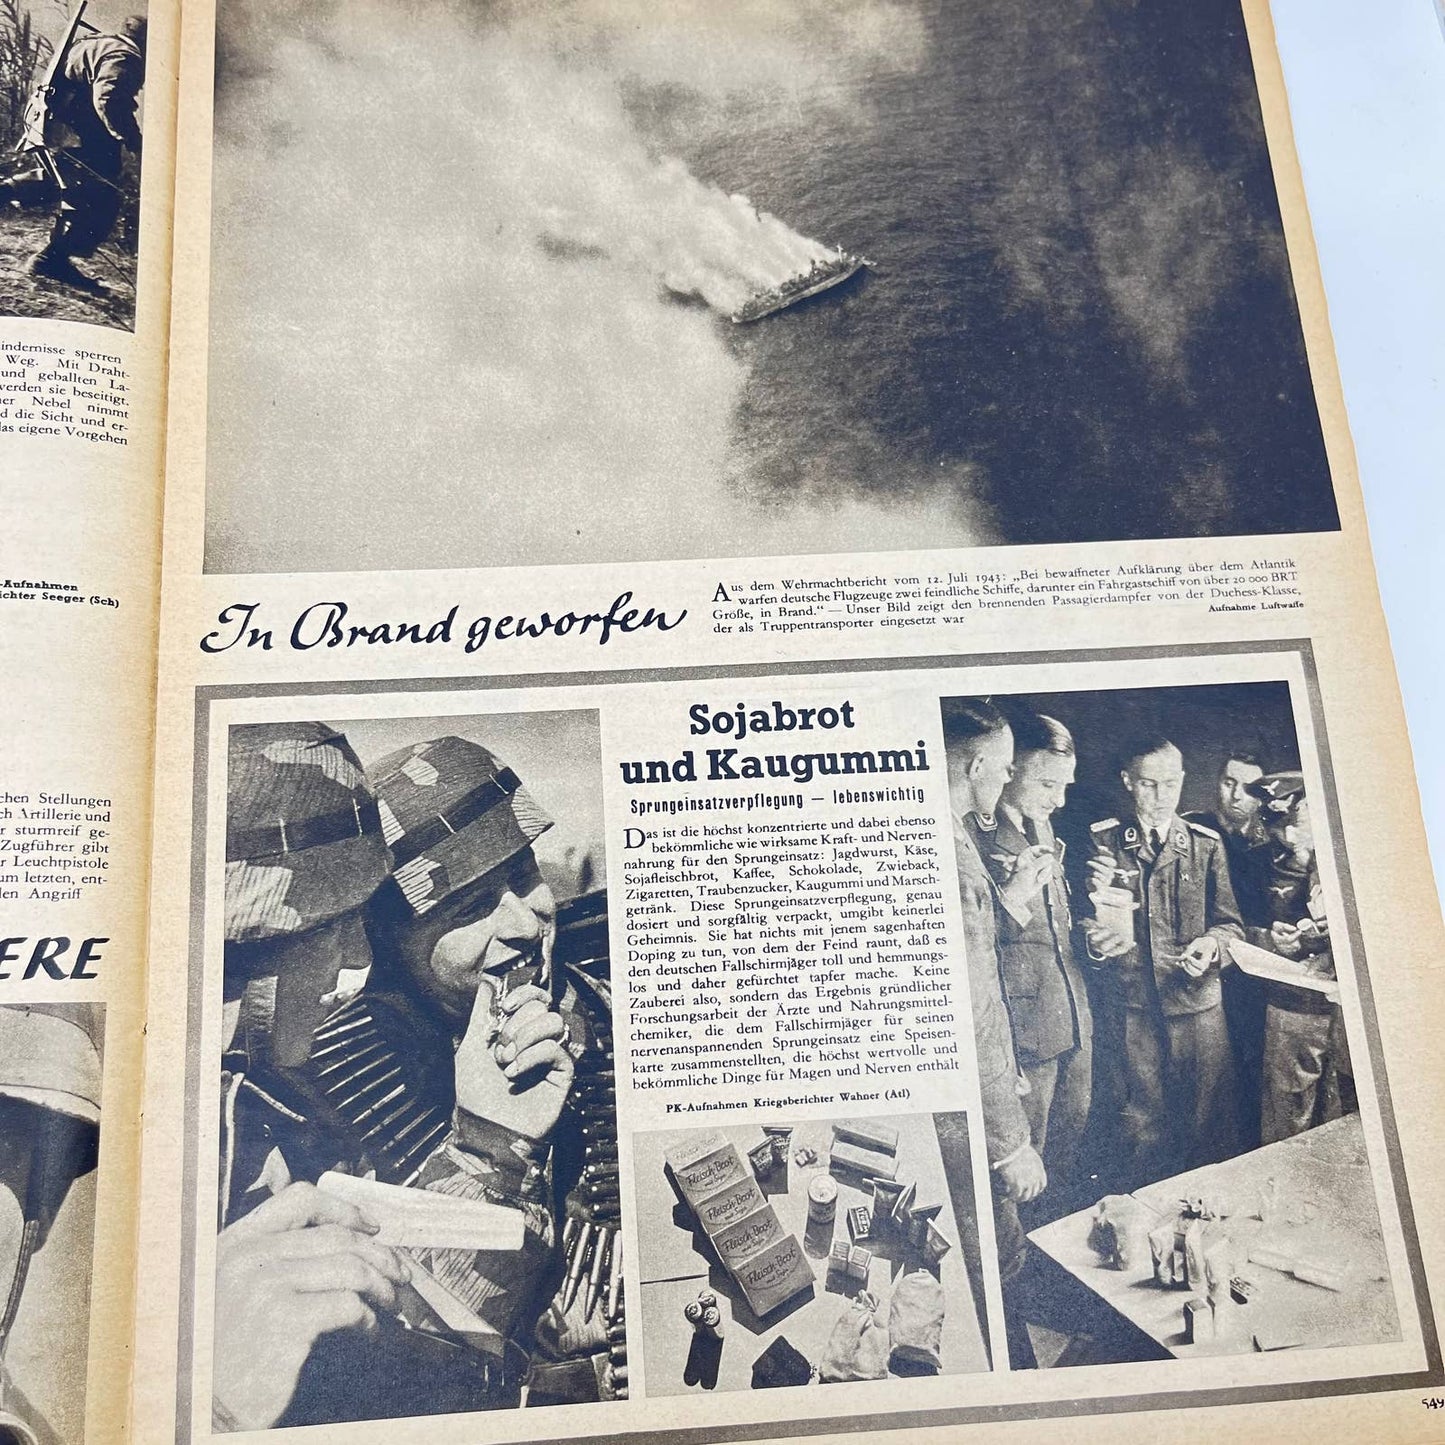 indernisse sperren
Weg. Mit Draht-
und geballten La-
werden sie beseitigt.
er Nebel nimmt
d die Sicht und er-
las eigene Vorgehen
-Aufnahmen
ichter Seeger (Sch)
chen Stellungen
ch Artillerie und
r sturmreif ge-
Zugführer gibt
r Leuchtpistole
um letzten, ent-
den Angriff
ERE
In Brand geworfen
Aus dem Wehrmachtbericht vom 12. Juli 1943: „Bei bewaffneter Aufklärung über dem Atlantik
warfen deutsche Flugzeuge zwei feindliche Schiffe, darunter ein Fahrgastschiff von über 20 000 BRT
Größe, in Brand.“ — Unser Bild zeigt den brennenden Passagierdampfer von der Duchess-Klasse,
der als Truppentransporter eingesetzt war
Aufnahme Luftwaffe
Sojabrot
und Kaugummi
Sprungeinsatzverpflegung — lebenswichtig
Das ist die höchst konzentrierte und dabei ebenso
bekömmliche wie wirksame Kraft- und Nerven-
nahrung für den Sprungeinsatz: Jagdwurst, Käse,
Sojafleischbrot, Kaffee, Schokolade, Zwieback,
Zigaretten, Traubenzucker, Kaugummi und Marsch-
getränk. Diese Sprungeinsatzverpflegung, genau
dosiert und sorgfältig verpackt, umgibt keinerlei
Geheimnis. Sie hat nichts mit jenem sagenhaften
Doping zu tun, von dem der Feind raunt, daß es
den deutschen Fallschirmjäger toll und hemmungs-
los und daher gefürchtet tapfer mache. Keine
Zauberei also, sondern das Ergebnis gründlicher
Forschungsarbeit der Ärzte und Nahrungsmittel-
chemiker, die dem Fallschirmjäger für seinen
nervenanspannenden Sprungeinsatz eine Speisen-
karte zusammenstellten, die höchst wertvolle und
bekömmliche Dinge für Magen und Nerven enthält
PK-Aufnahmen Kriegsberichter Wahner (Atl)
Fleisch-Brot
mit Soja
Fleisch-Brot
Fleisch-Brot
Fleisch-Brot
mit Soja
549